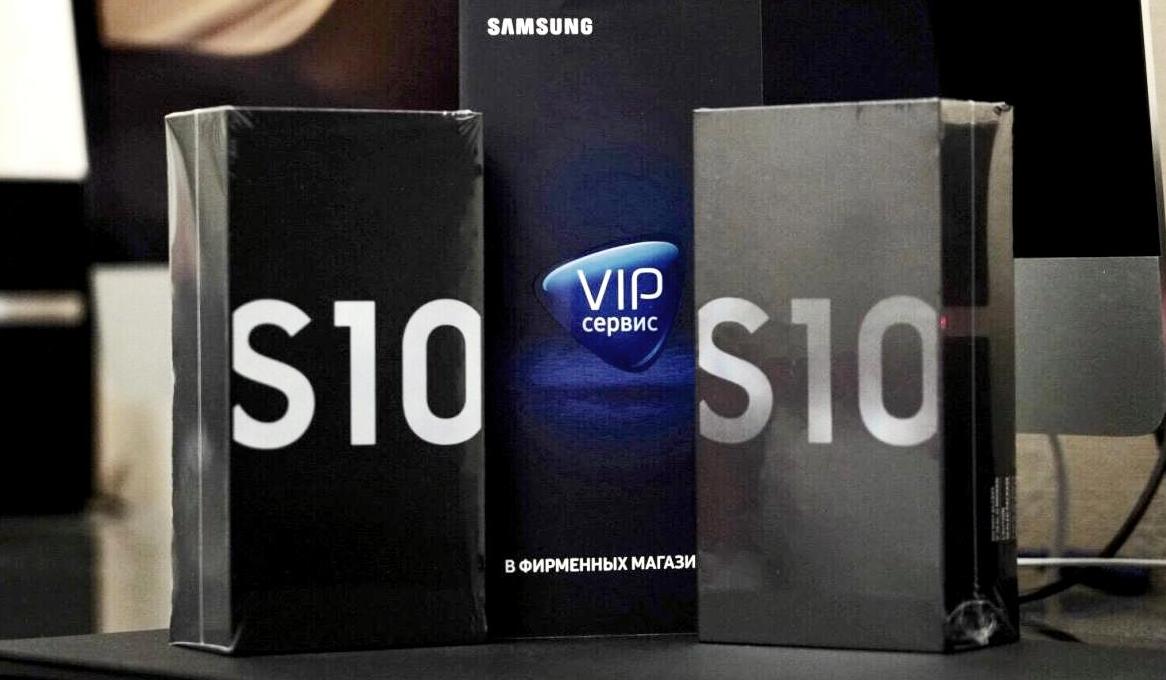 SAMSUNG
VIP
сервис
S10
S10
В ФИРМЕННЫХ МАГАЗИ